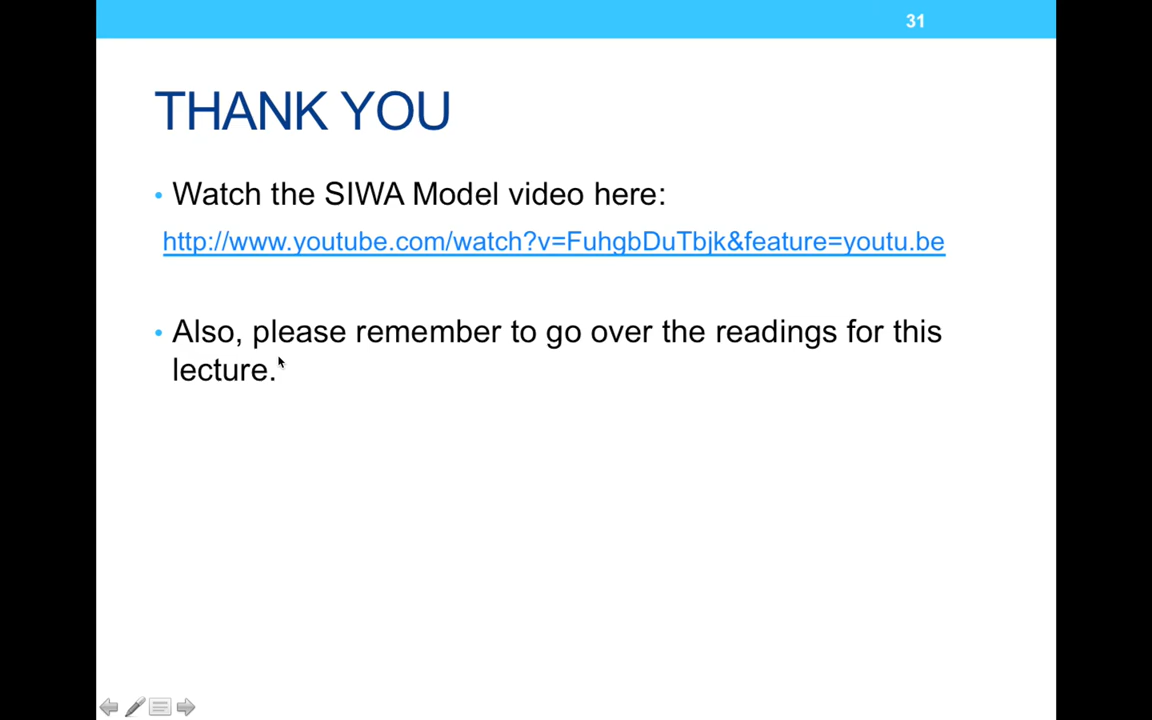 31
THANK YOU
• Watch the SIWA Model video here:
http://www.youtube.com/watch?v=FuhgbDuTbjk&feature=youtu.be
• Also, please remember to go over the readings for this
lecture.